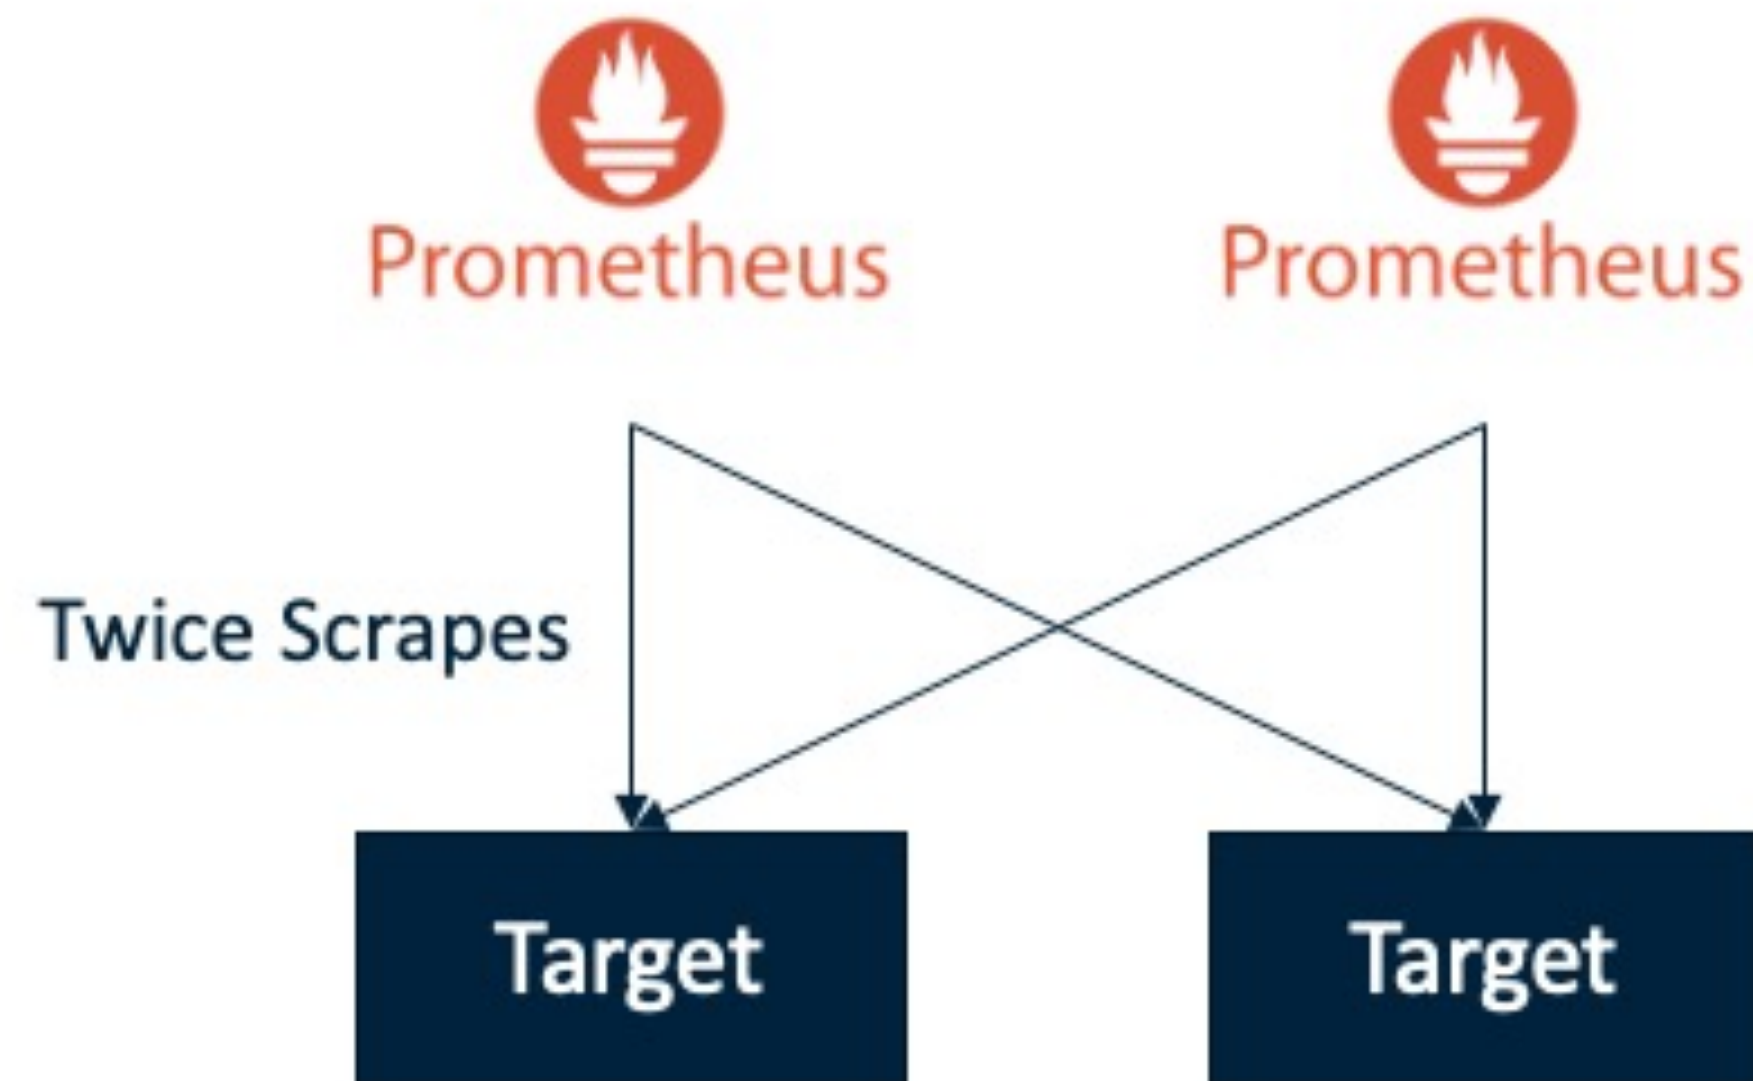 Prometheus
Prometheus
Twice Scrapes
Target
Target